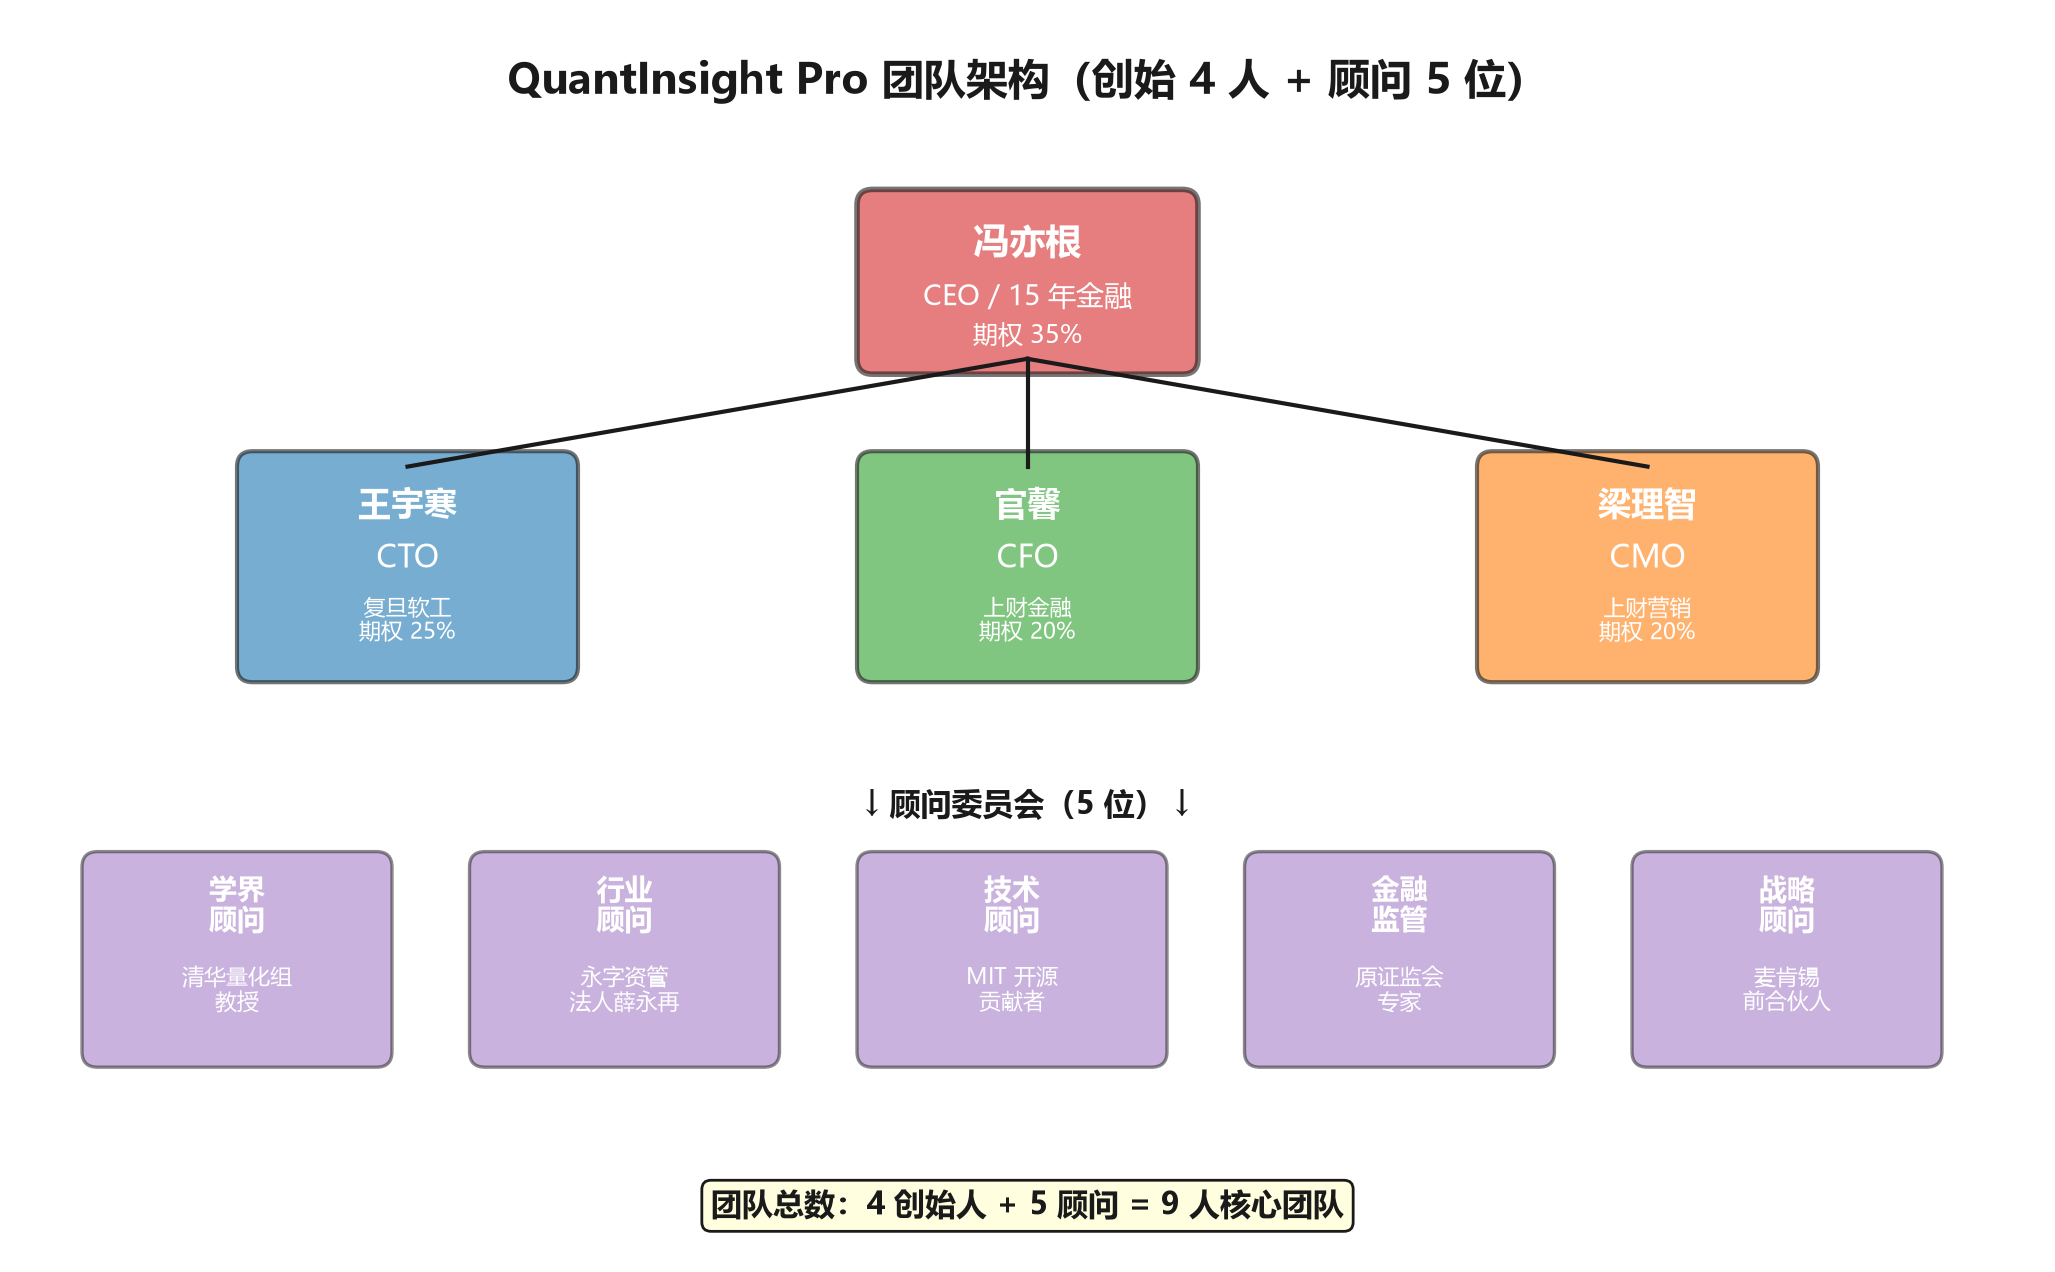 QuantInsight Pro 团队架构（创始 4 人 + 顾问 5 位）
冯亦根
CEO / 15 年金融
期权 35%
王宇寒
CTO
复旦软工
期权 25%
官馨
CFO
上财金融
期权 20%
梁理智
CMO
上财营销
期权 20%
↓ 顾问委员会（5 位） ↓
学界
顾问
清华量化组
教授
行业
顾问
永字资管
法人薛永再
技术
顾问
MIT 开源
贡献者
金融
监管
原证监会
专家
战略
顾问
麦肯锡
前合伙人
团队总数：4 创始人 + 5 顾问 = 9 人核心团队